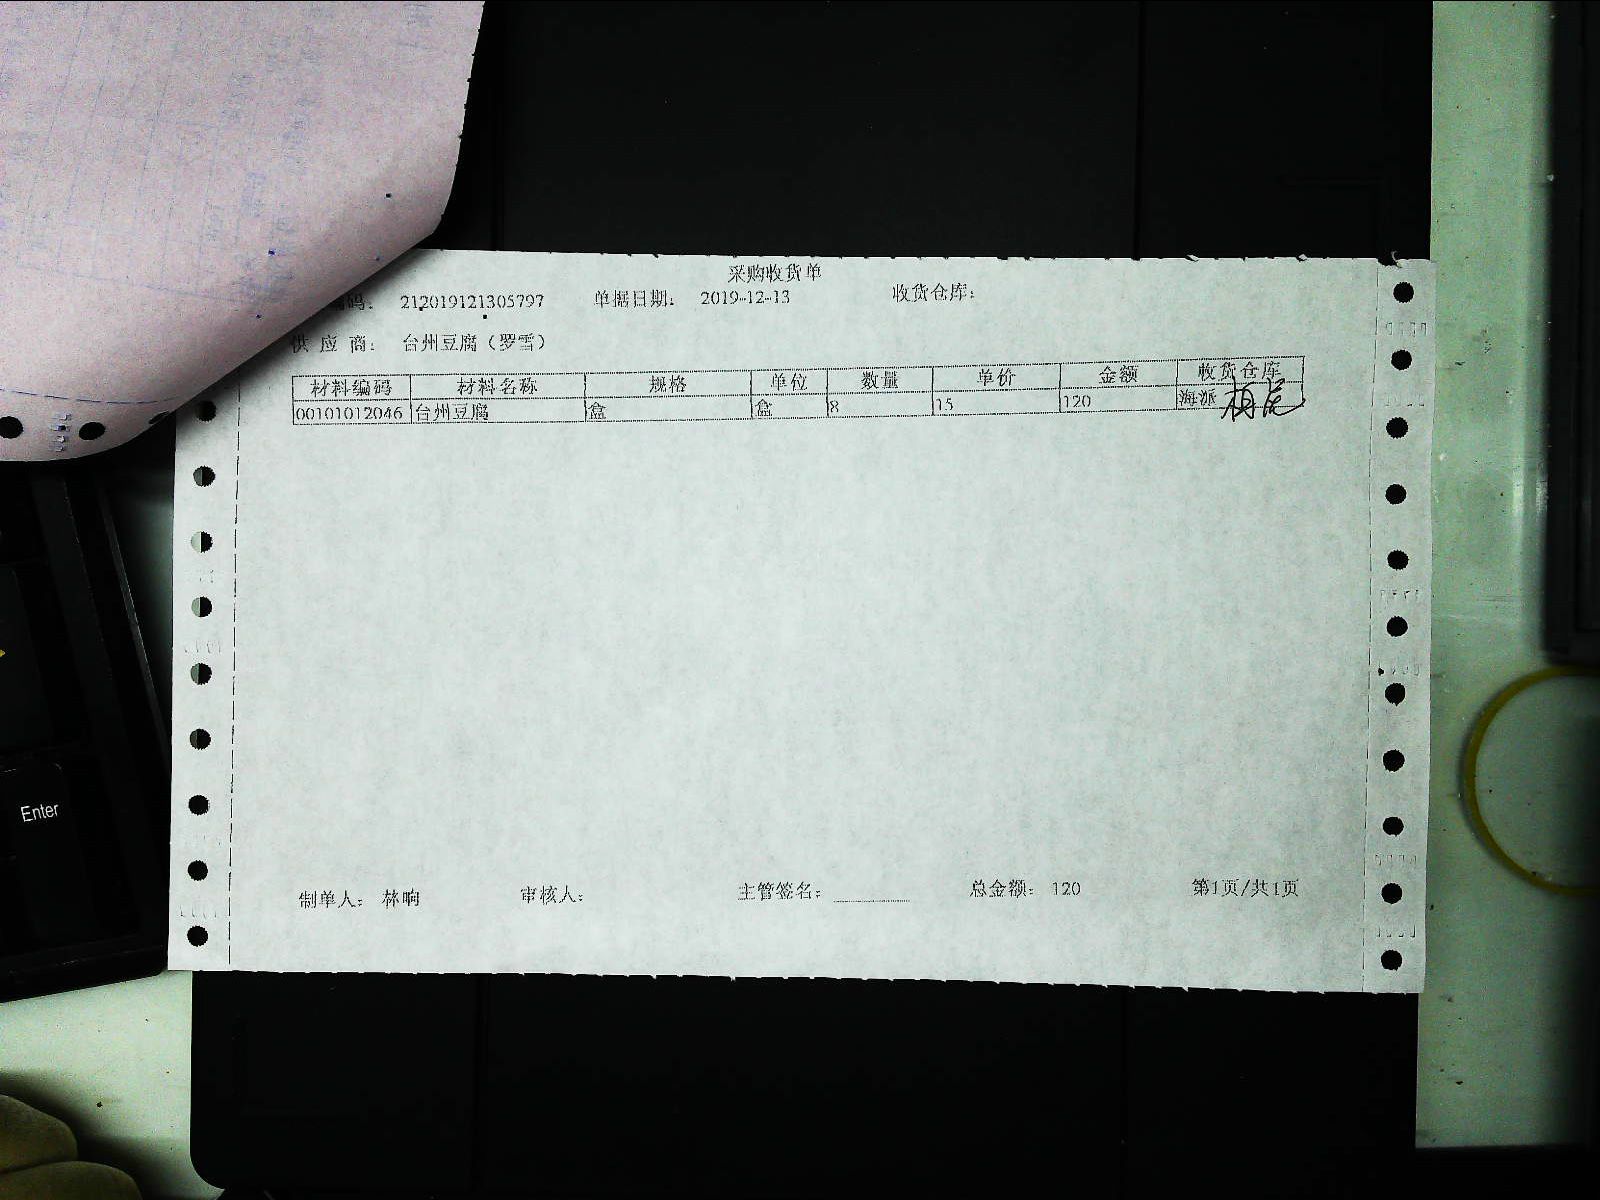 采购收货单
码: 212019121305797 单据日期: 2019-12-13 收货仓库:
供 应 商: 台州豆腐（罗雪）
材料编码 材料名称 规格 单位 数量 单价 金额 收货仓库
00101012046 台州豆腐 盒 盒 8 15 120 海派
Enter
制单人: 林响 审核人: 主管签名: 总金额: 120 第1页/共1页